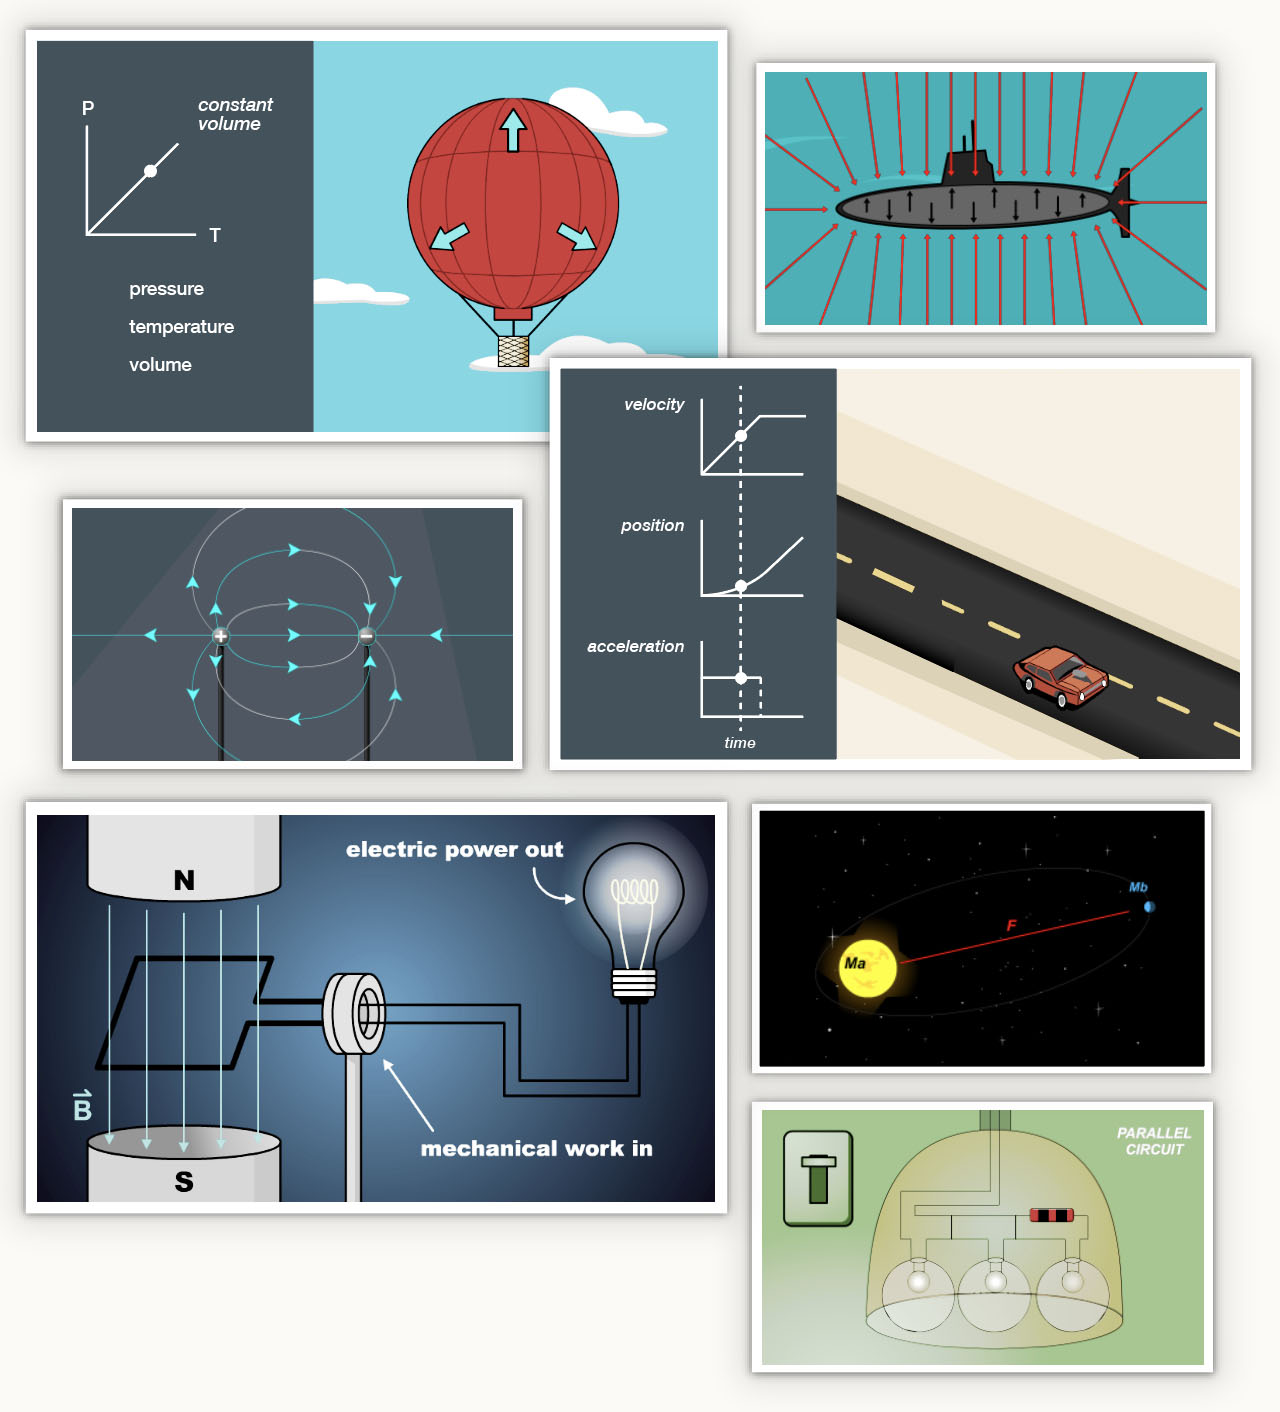 P
constant
volume
T
pressure
temperature
volume
velocity
position
acceleration
time
+
−
N
electric power out
B
mechanical work in
S
Mb
F
Ma
PARALLEL
CIRCUIT